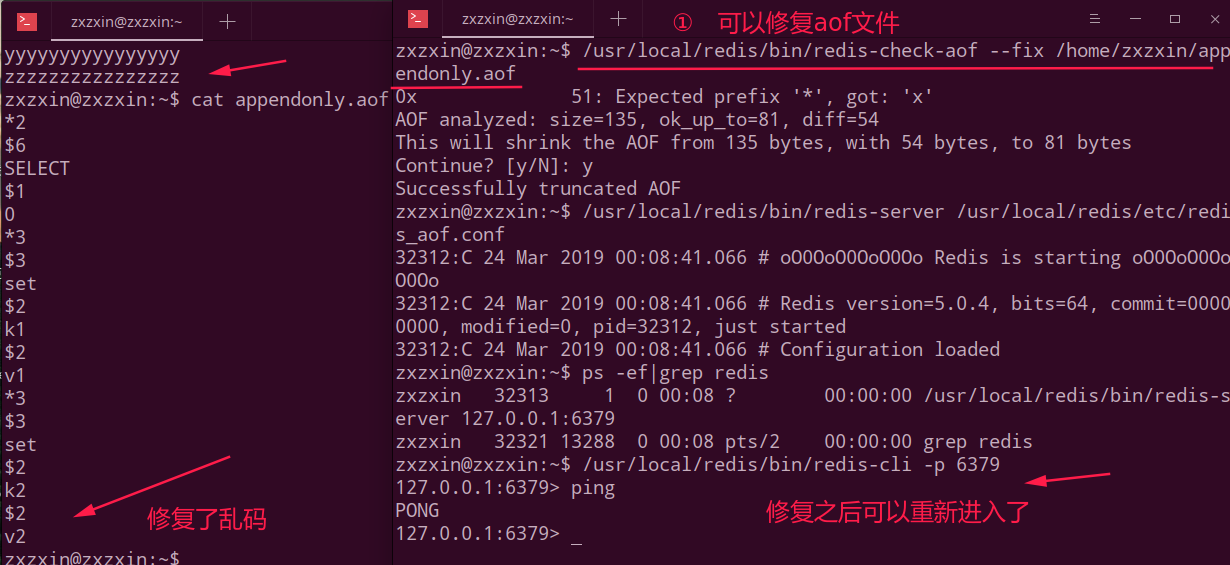 zxzxin@zxzxin:~
yyyyyyyyyyyyyyyy
zzzzzzzzzzzzzzzz
zxzxin@zxzxin:~$ cat appendonly.aof
*2
$6
SELECT
$1
0
*3
$3
set
$2
k1
$2
v1
*3
$3
set
$2
k2
$2
v2
zxzxin@zxzxin:~$
修复了乱码
zxzxin@zxzxin:~
① 可以修复aof文件
zxzxin@zxzxin:~$ /usr/local/redis/bin/redis-check-aof --fix /home/zxzxin/app
endonly.aof
0x              51: Expected prefix '*', got: 'x'
AOF analyzed: size=135, ok_up_to=81, diff=54
This will shrink the AOF from 135 bytes, with 54 bytes, to 81 bytes
Continue? [y/N]: y
Successfully truncated AOF
zxzxin@zxzxin:~$ /usr/local/redis/bin/redis-server /usr/local/redis/etc/redi
s_aof.conf
32312:C 24 Mar 2019 00:08:41.066 # oO0OoO0OoO0Oo Redis is starting oO0OoO0Oo
O0Oo
32312:C 24 Mar 2019 00:08:41.066 # Redis version=5.0.4, bits=64, commit=0000
0000, modified=0, pid=32312, just started
32312:C 24 Mar 2019 00:08:41.066 # Configuration loaded
zxzxin@zxzxin:~$ ps -ef|grep redis
zxzxin   32313     1  0 00:08 ?        00:00:00 /usr/local/redis/bin/redis-s
erver 127.0.0.1:6379
zxzxin   32321 13288  0 00:08 pts/2    00:00:00 grep redis
zxzxin@zxzxin:~$ /usr/local/redis/bin/redis-cli -p 6379
127.0.0.1:6379> ping
PONG
127.0.0.1:6379> _
修复之后可以重新进入了